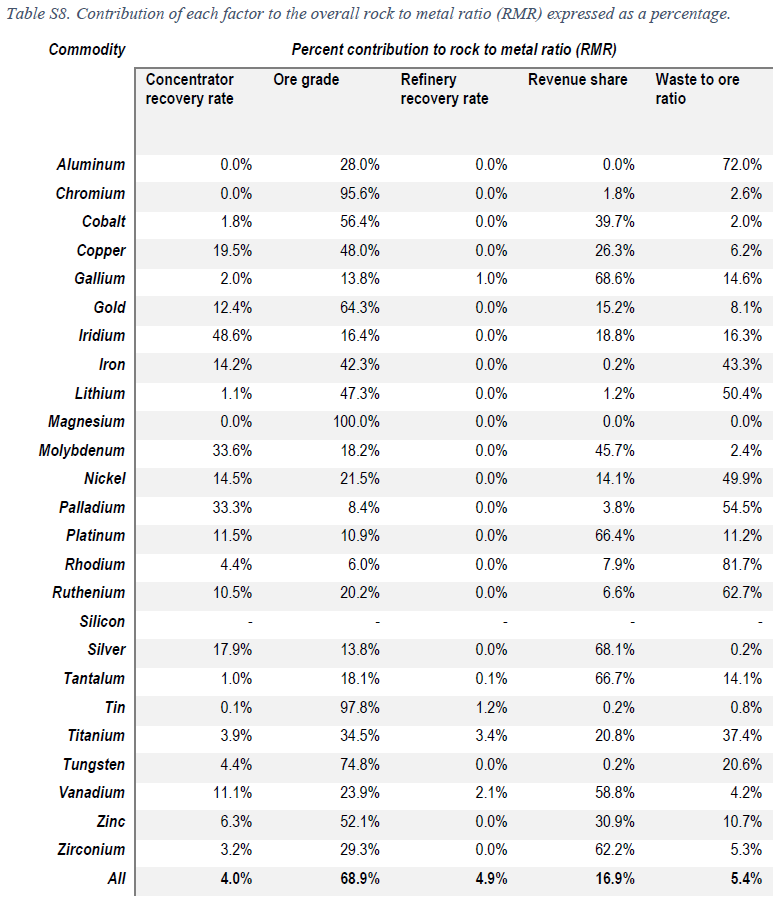 Table S8. Contribution of each factor to the overall rock to metal ratio (RMR) expressed as a percentage.
Commodity Percent contribution to rock to metal ratio (RMR)
Concentrator recovery rate Ore grade Refinery recovery rate Revenue share Waste to ore ratio
Aluminum 0.0% 28.0% 0.0% 0.0% 72.0%
Chromium 0.0% 95.6% 0.0% 1.8% 2.6%
Cobalt 1.8% 56.4% 0.0% 39.7% 2.0%
Copper 19.5% 48.0% 0.0% 26.3% 6.2%
Gallium 2.0% 13.8% 1.0% 68.6% 14.6%
Gold 12.4% 64.3% 0.0% 15.2% 8.1%
Iridium 48.6% 16.4% 0.0% 18.8% 16.3%
Iron 14.2% 42.3% 0.0% 0.2% 43.3%
Lithium 1.1% 47.3% 0.0% 1.2% 50.4%
Magnesium 0.0% 100.0% 0.0% 0.0% 0.0%
Molybdenum 33.6% 18.2% 0.0% 45.7% 2.4%
Nickel 14.5% 21.5% 0.0% 14.1% 49.9%
Palladium 33.3% 8.4% 0.0% 3.8% 54.5%
Platinum 11.5% 10.9% 0.0% 66.4% 11.2%
Rhodium 4.4% 6.0% 0.0% 7.9% 81.7%
Ruthenium 10.5% 20.2% 0.0% 6.6% 62.7%
Silicon - - - - -
Silver 17.9% 13.8% 0.0% 68.1% 0.2%
Tantalum 1.0% 18.1% 0.1% 66.7% 14.1%
Tin 0.1% 97.8% 1.2% 0.2% 0.8%
Titanium 3.9% 34.5% 3.4% 20.8% 37.4%
Tungsten 4.4% 74.8% 0.0% 0.2% 20.6%
Vanadium 11.1% 23.9% 2.1% 58.8% 4.2%
Zinc 6.3% 52.1% 0.0% 30.9% 10.7%
Zirconium 3.2% 29.3% 0.0% 62.2% 5.3%
All 4.0% 68.9% 4.9% 16.9% 5.4%